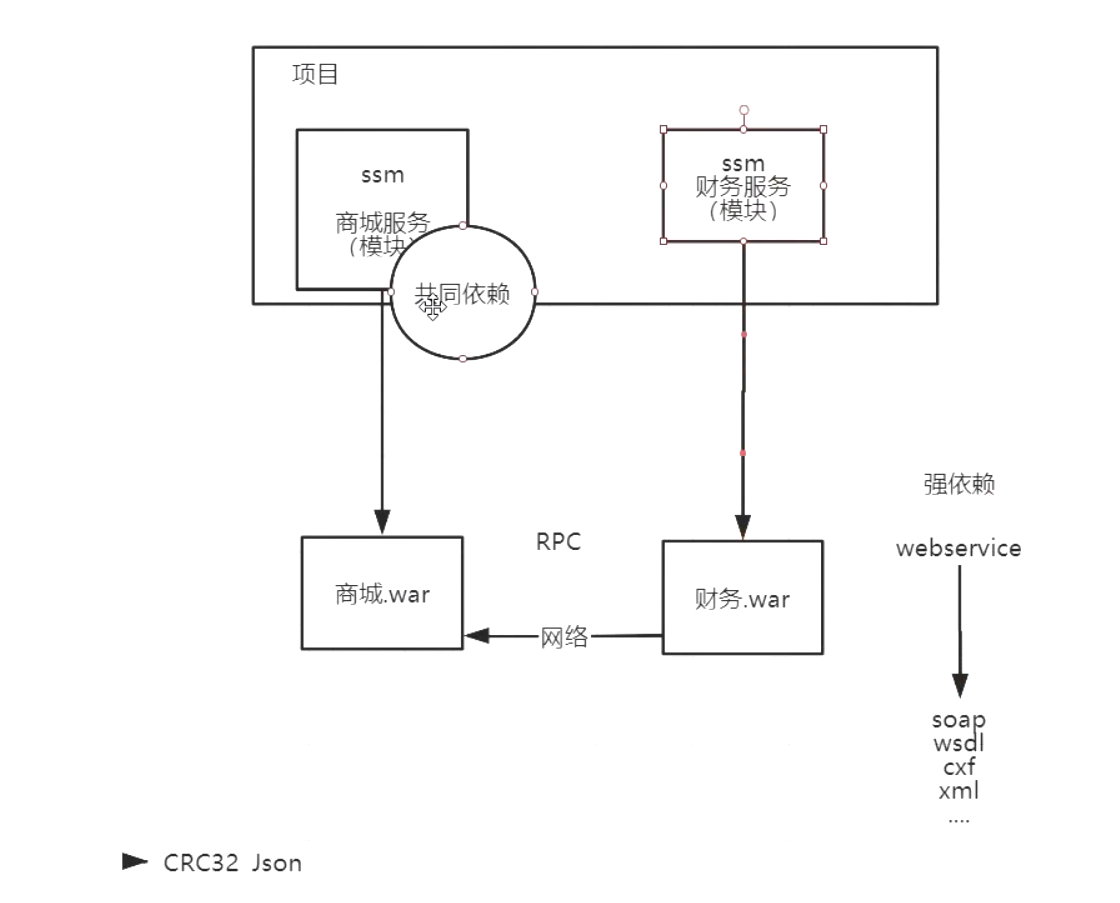 项目
ssm
商城服务
（模块）
ssm
财务服务
（模块）
共同依赖
强依赖
RPC
webservice
商城.war
财务.war
网络
soap
wsdl
cxf
xml
....
CRC32 Json